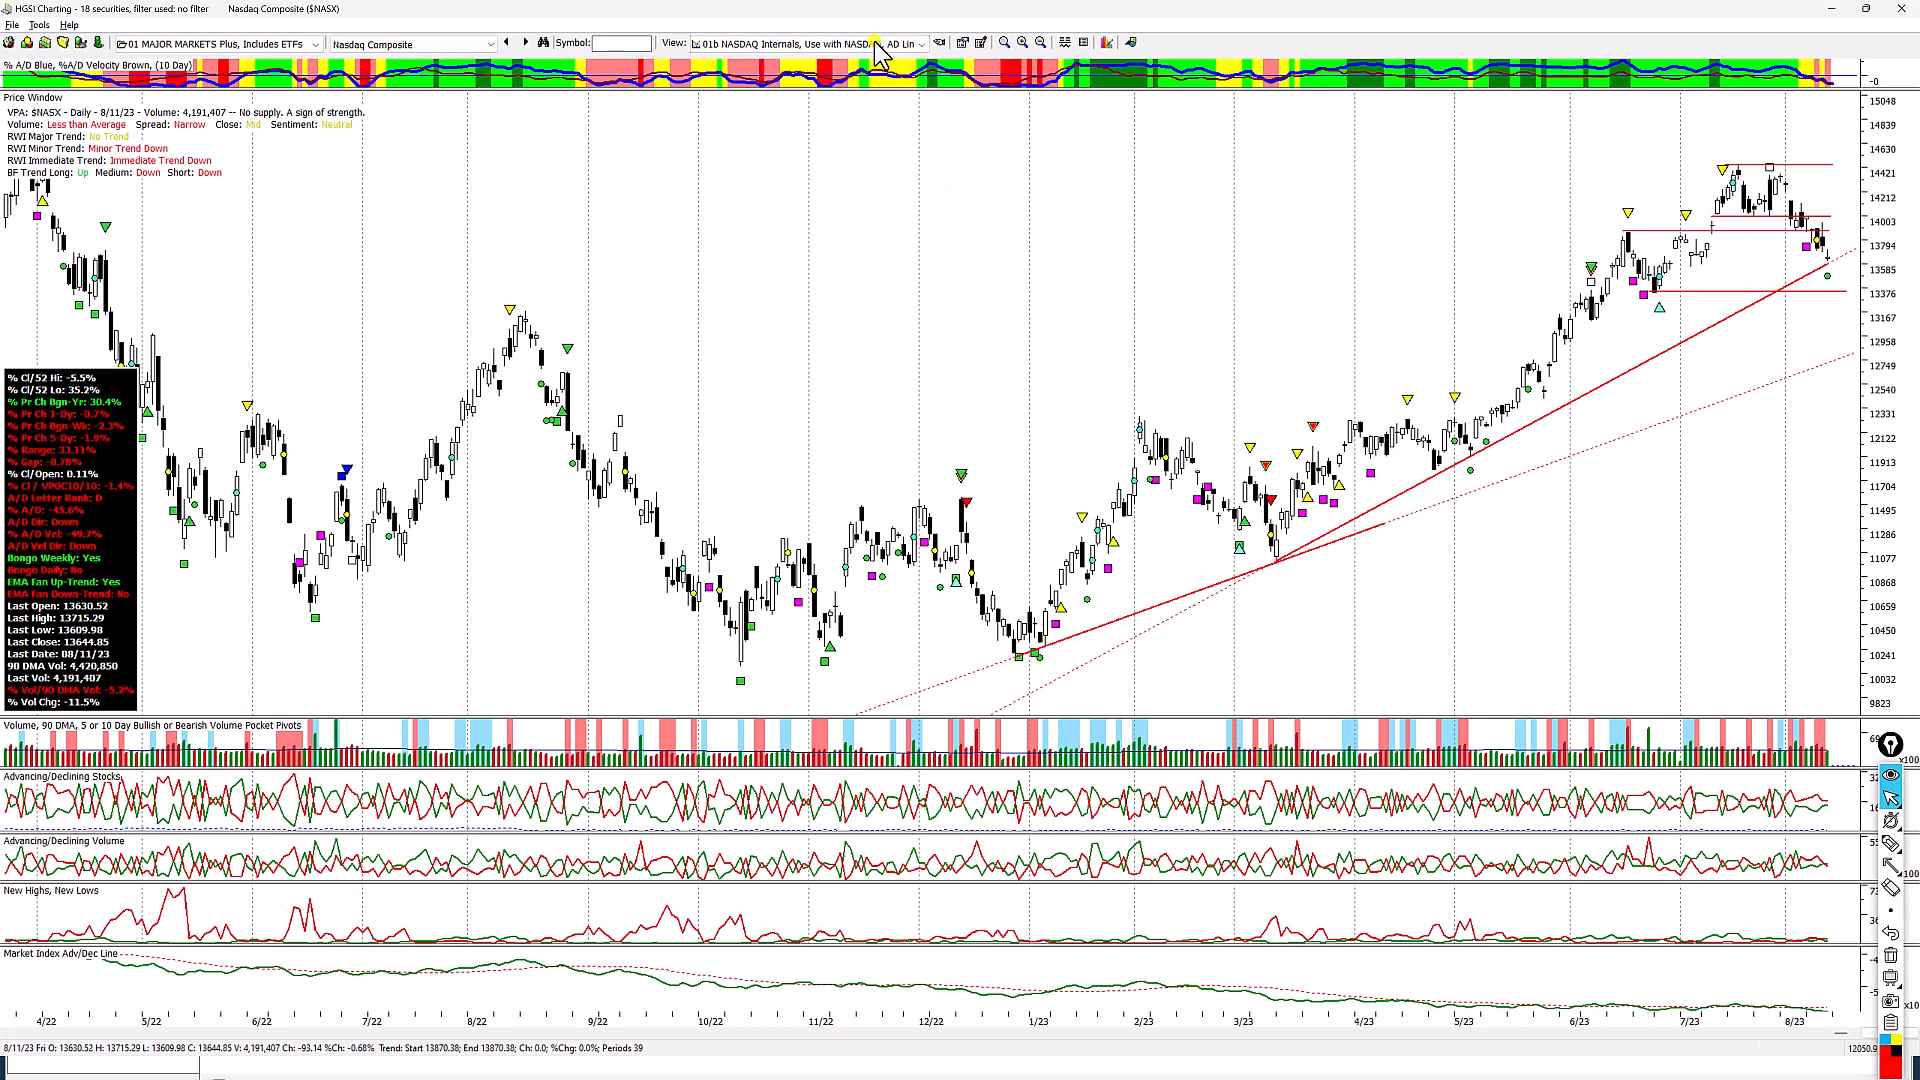 HGSI Charting - 18 securities, filter used: no filter Nasdaq Composite ($NASX)
File Tools Help
01 MAJOR MARKETS Plus, Includes ETFs Nasdaq Composite Symbol: View: 01b NASDAQ Internals, Use with NASD AD Lin
% A/D Blue, %A/D Velocity Brown, (10 Day)
-0
Price Window
VPA: $NASX - Daily - 8/11/23 - Volume: 4,191,407 -- No supply. A sign of strength.
Volume: Less than Average Spread: Narrow Close: Mid Sentiment: Neutral
RWI Major Trend: No Trend
RWI Minor Trend: Minor Trend Down
RWI Immediate Trend: Immediate Trend Down
BF Trend Long: Up Medium: Down Short: Down
15048
14839
14630
14421
14212
14003
13794
13585
13376
13167
12958
12749
12540
12331
12122
11913
11704
11495
11286
11077
10868
10659
10450
10241
10032
9823
% Cl/52 Hi: -5.5%
% Cl/52 Lo: 35.2%
% Pr Ch Bgn-Yr: 30.4%
% Pr Ch 1-Dy: -0.7%
% Pr Ch Bgn-Wk: -2.3%
% Pr Ch 5-Dy: -1.9%
% Range: 33.11%
% Gap: -0.78%
% Cl/Open: 0.11%
% Cl / VPOC10/10: -1.4%
A/D Letter Rank: D
% A/D: -45.6%
A/D Dir: Down
% A/D Vel: -49.7%
A/D Vel Dir: Down
Bongo Weekly: Yes
Bongo Daily: No
EMA Fan Up-Trend: Yes
EMA Fan Down-Trend: No
Last Open: 13630.52
Last High: 13715.29
Last Low: 13609.98
Last Close: 13644.85
Last Date: 08/11/23
90 DMA Vol: 4,420,850
Last Vol: 4,191,407
% Vol/90 DMA Vol: -5.2%
% Vol Chg: -11.5%
Volume, 90 DMA, 5 or 10 Day Bullish or Bearish Volume Pocket Pivots
x100
Advancing/Declining Stocks
Advancing/Declining Volume
New Highs, New Lows
Market Index Adv/Dec Line
4/22 5/22 6/22 7/22 8/22 9/22 10/22 11/22 12/22 1/23 2/23 3/23 4/23 5/23 6/23 7/23 8/23
8/11/23 Fri O: 13630.52 H: 13715.29 L: 13609.98 C: 13644.85 V: 4,191,407 Ch: -93.14 %Ch: -0.68% Trend: Start 13870.38; End 13870.38; Ch: 0.0; %Chg: 0.0%; Periods 39